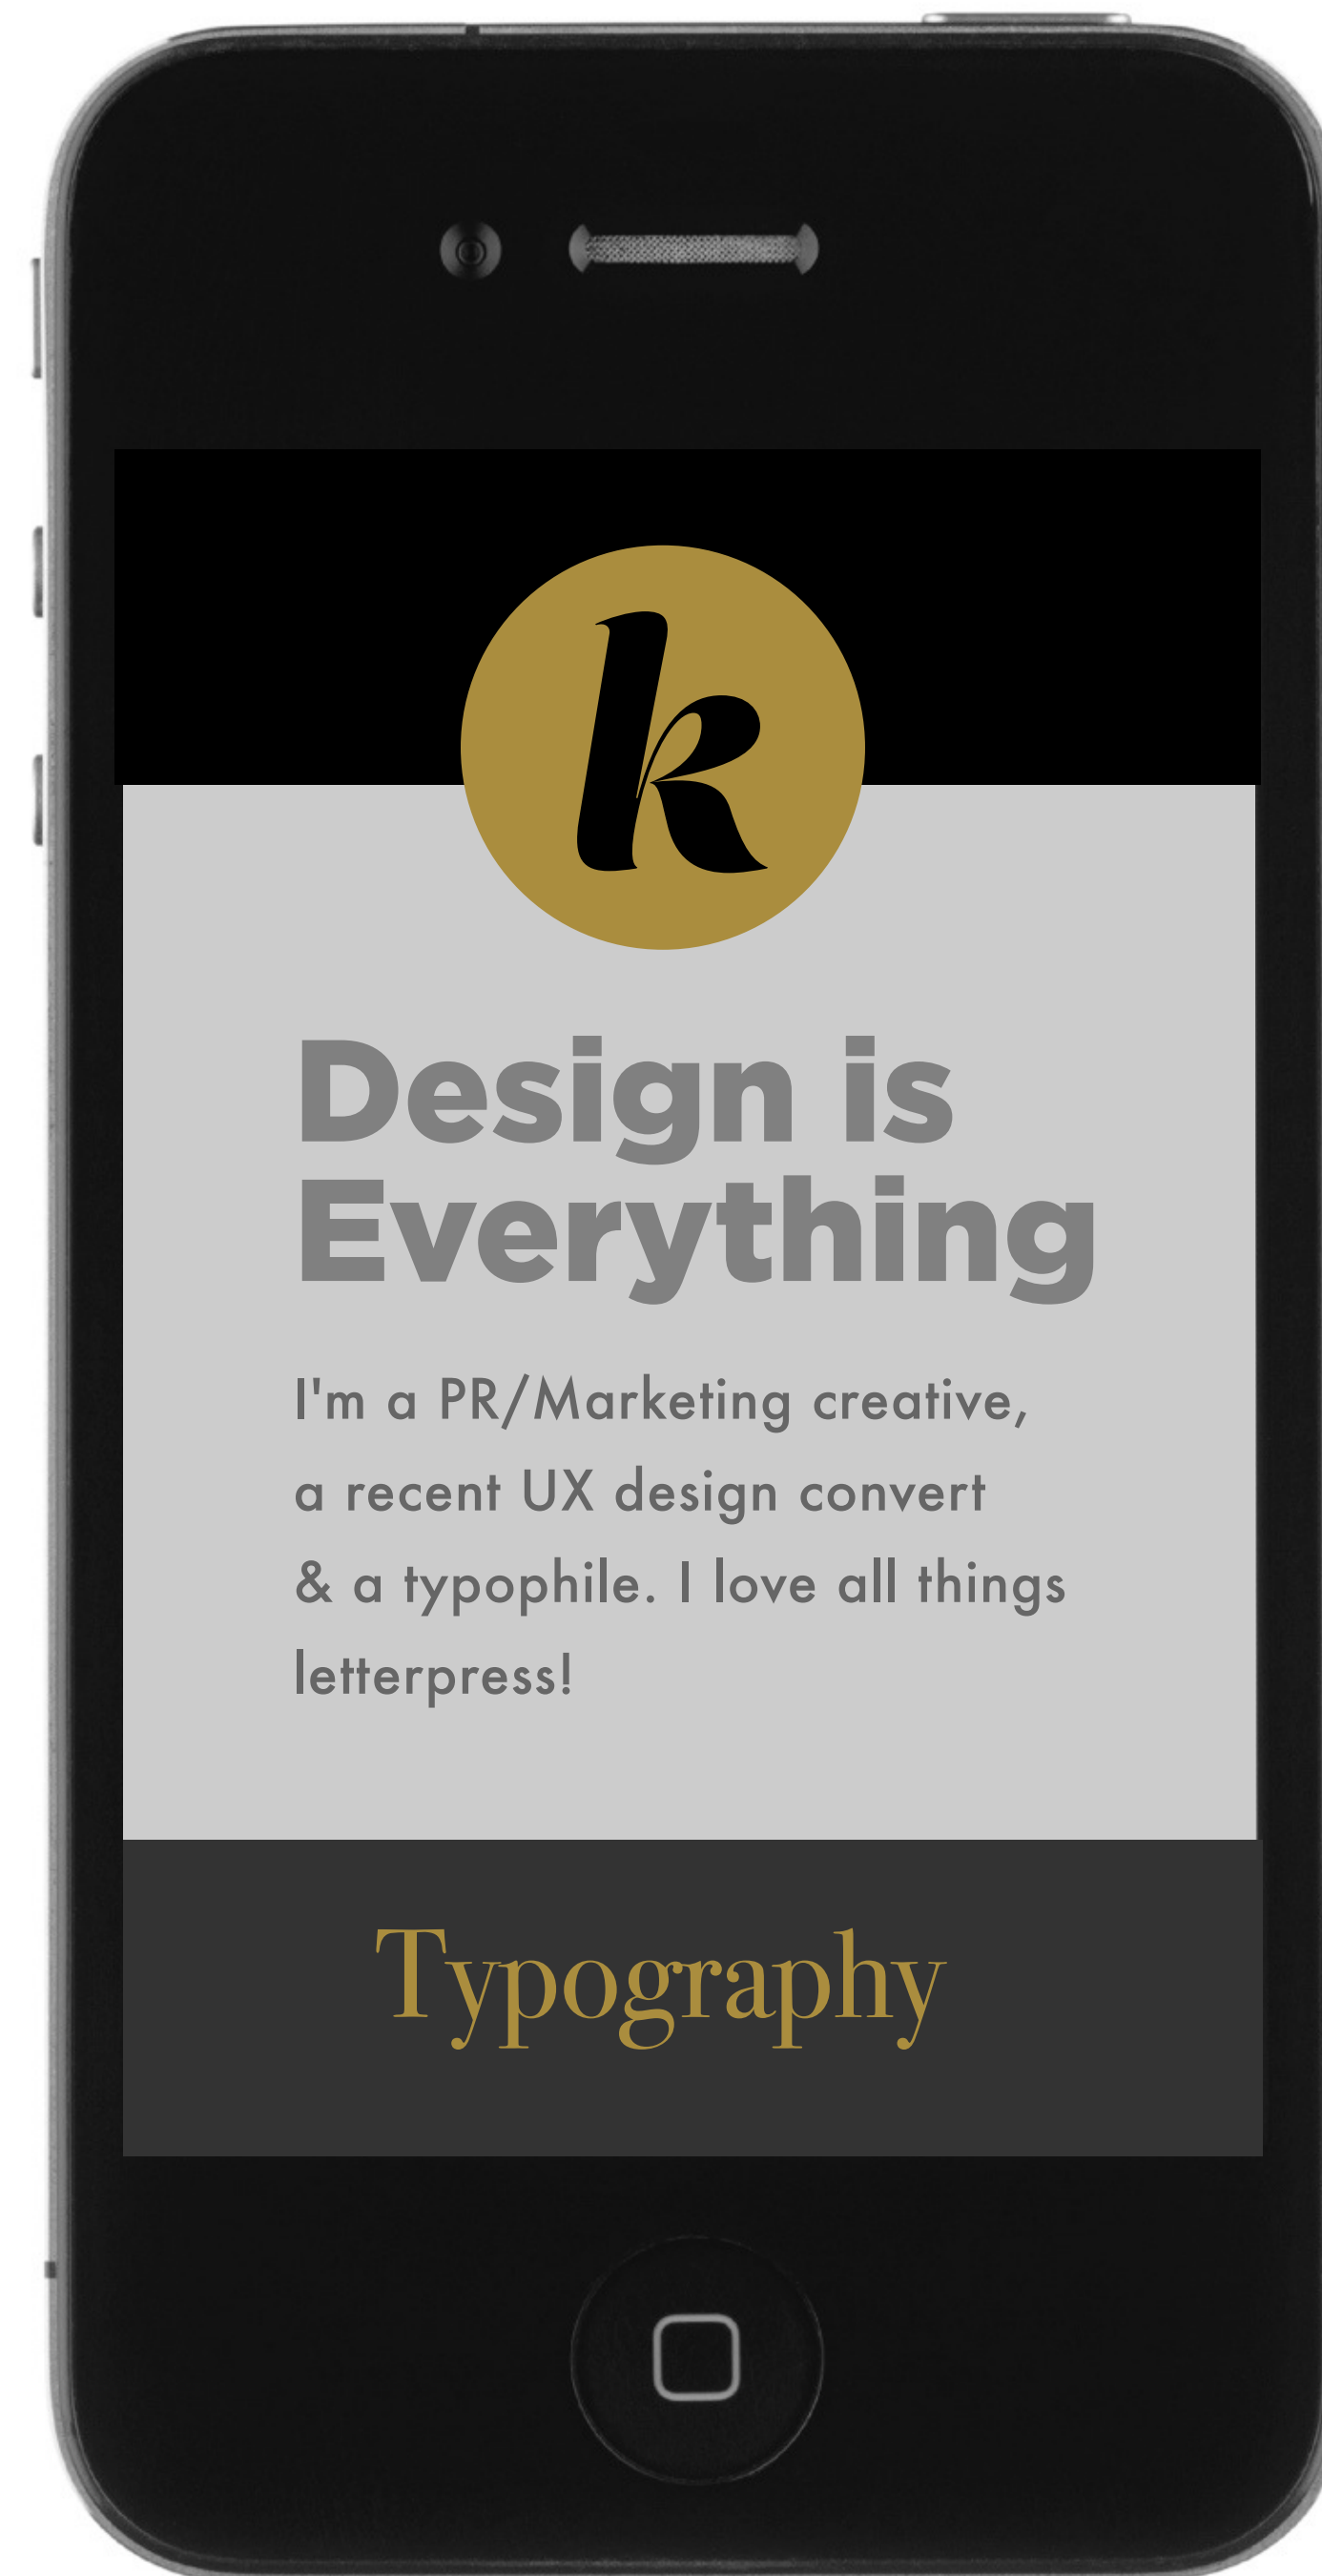 k
Design is
Everything
I'm a PR/Marketing creative,
a recent UX design convert
& a typophile. I love all things
letterpress!
Typography